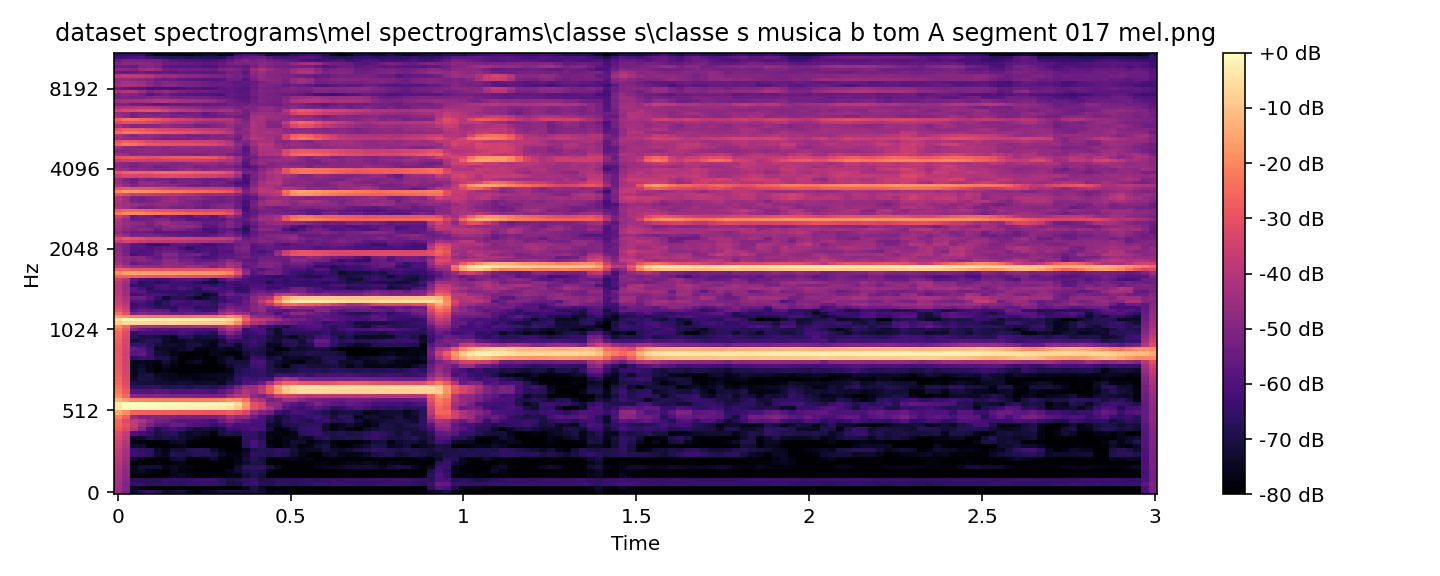 dataset spectrograms\mel spectrograms\classe s\classe s musica b tom A segment 017 mel.png
8192
4096
2048
1024
512
0
Hz
0
0.5
1
1.5
2
2.5
3
Time
+0 dB
-10 dB
-20 dB
-30 dB
-40 dB
-50 dB
-60 dB
-70 dB
-80 dB